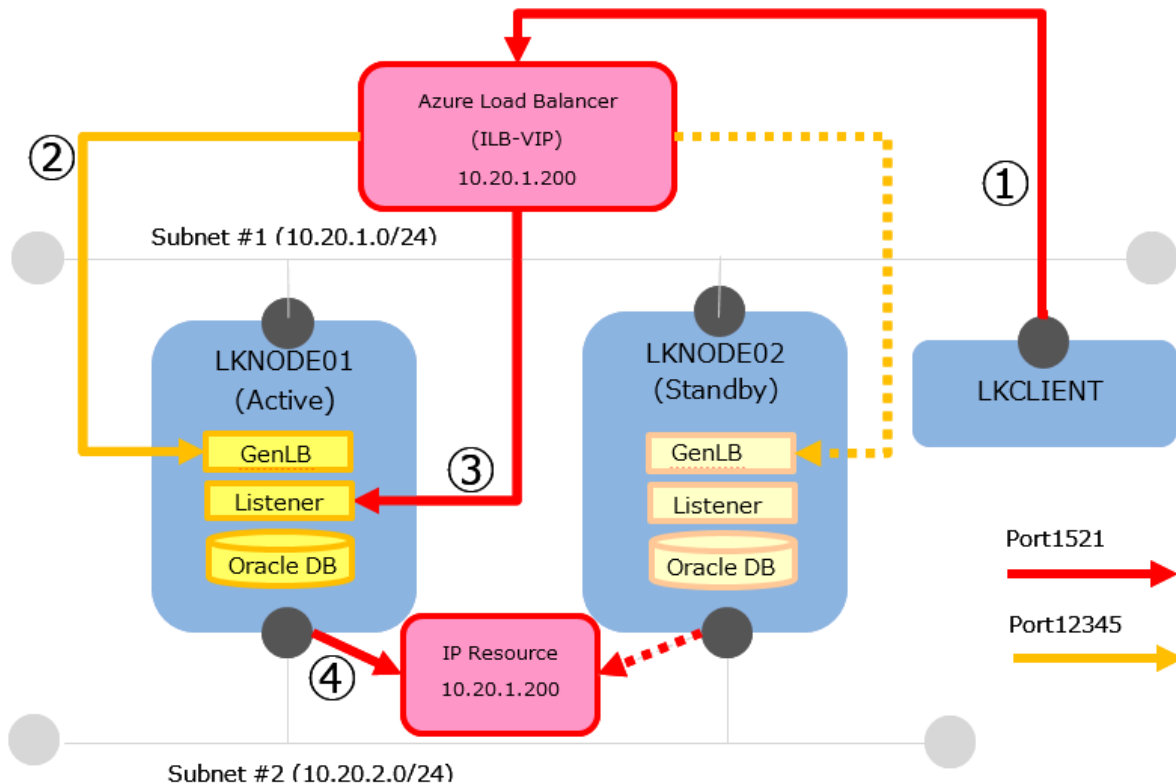 Azure Load Balancer
(ILB-VIP)
10.20.1.200
②
①
Subnet #1 (10.20.1.0/24)
LKNODE01
(Active)
LKNODE02
(Standby)
LKCLIENT
GenLB
Listener
Oracle DB
③
GenLB
Listener
Oracle DB
Port1521
Port12345
④
IP Resource
10.20.1.200
Subnet #2 (10.20.2.0/24)